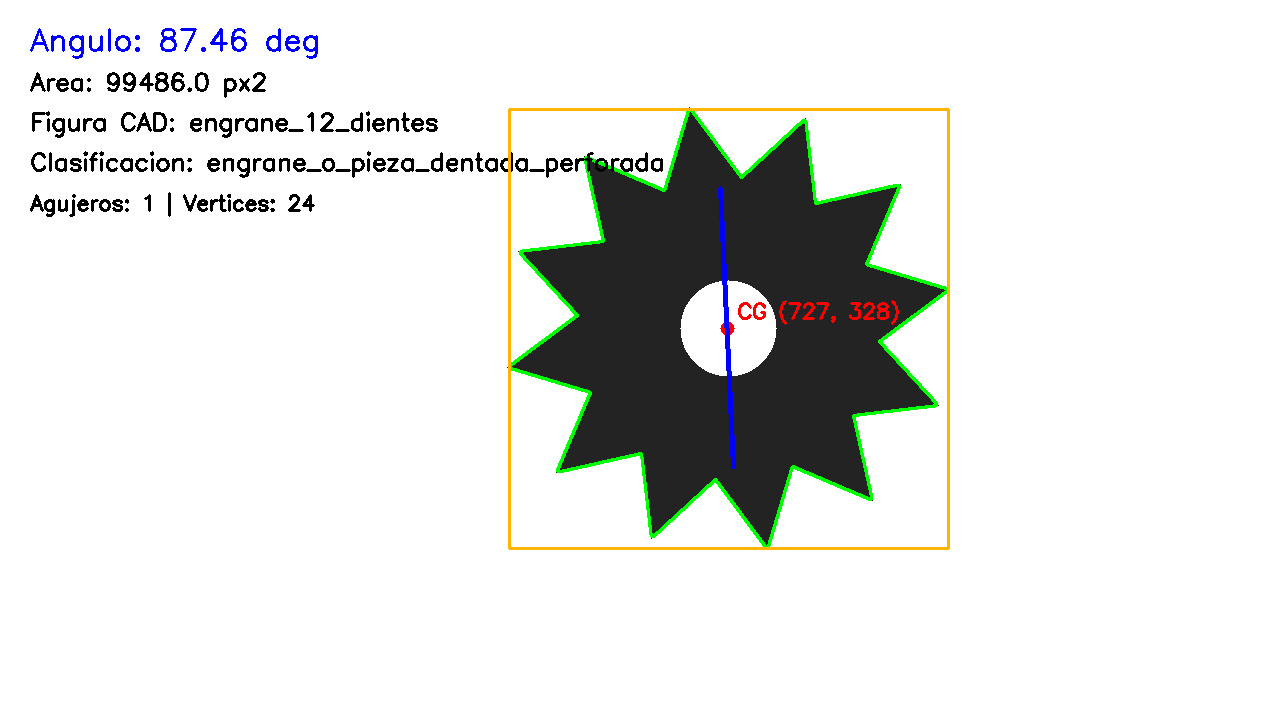 Angulo: 87.46 deg
Area: 99486.0 px2
Figura CAD: engrane_12_dientes
Clasificacion: engrane_o_pieza_dentada_perforada
Agujeros: 1 | Vertices: 24
CG (727, 328)